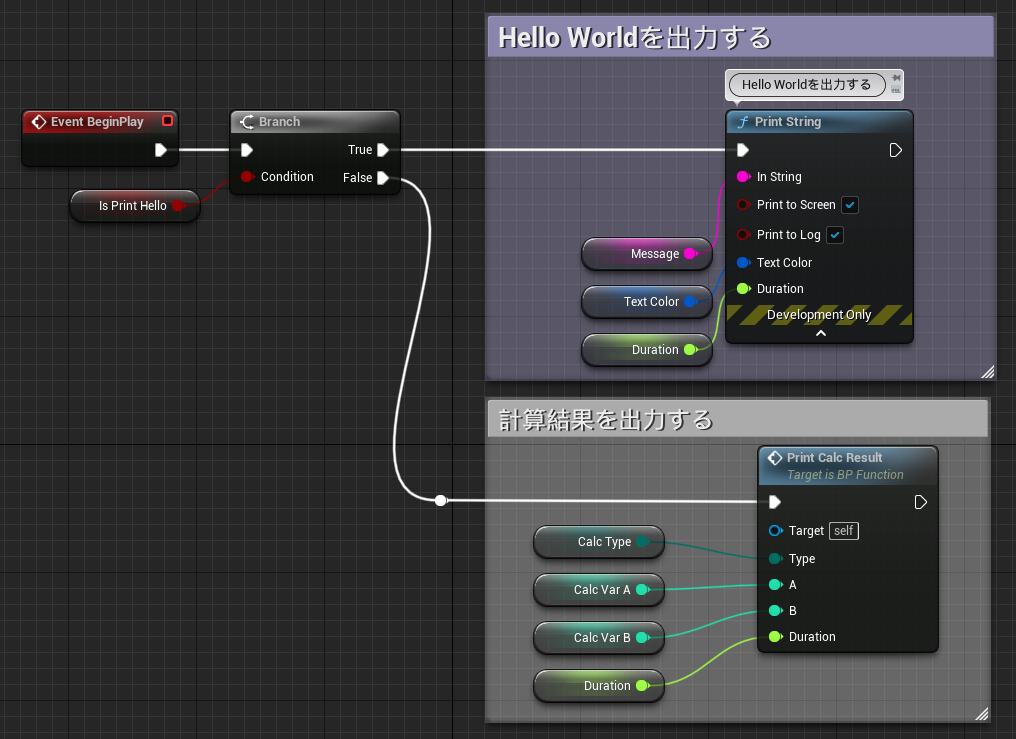 Hello Worldを出力する
Hello Worldを出力する
Event BeginPlay
Branch
True
Condition
False
Is Print Hello
Print String
In String
Print to Screen
Print to Log
Text Color
Duration
Development Only
Message
Text Color
Duration
計算結果を出力する
Print Calc Result
Target is BP Function
Target self
Type
A
B
Duration
Calc Type
Calc Var A
Calc Var B
Duration